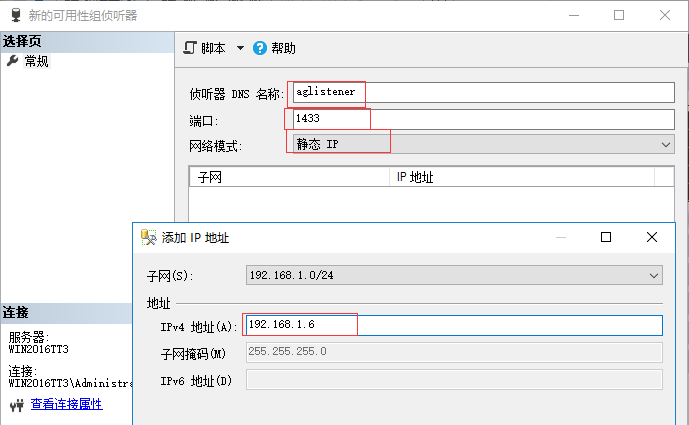 新的可用性组侦听器
选择页
常规
脚本 帮助
侦听器 DNS 名称: aglistener
端口: 1433
网络模式: 静态 IP
子网 IP 地址
添加 IP 地址
子网(S): 192.168.1.0/24
地址
IPv4 地址(A): 192.168.1.6
子网掩码(M) 255.255.255.0
IPv6 地址(D)
连接
服务器:
WIN2016TT3
连接:
WIN2016TT3\Administra
查看连接属性